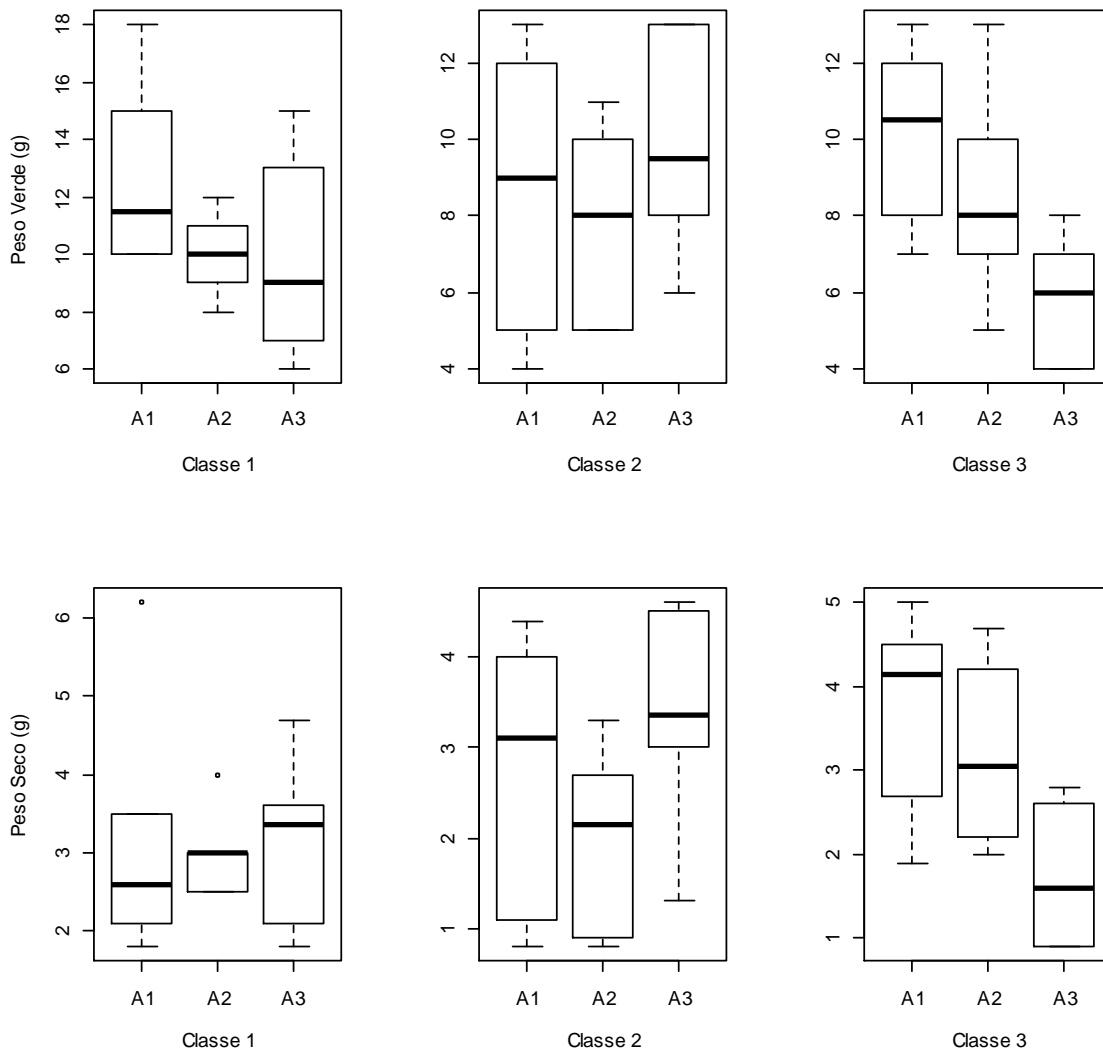 Peso Verde (g)
6 8 10 12 14 16 18
A1 A2 A3
Classe 1
4 6 8 10 12
A1 A2 A3
Classe 2
4 6 8 10 12
A1 A2 A3
Classe 3
Peso Seco (g)
2 3 4 5 6
A1 A2 A3
Classe 1
1 2 3 4
A1 A2 A3
Classe 2
1 2 3 4 5
A1 A2 A3
Classe 3